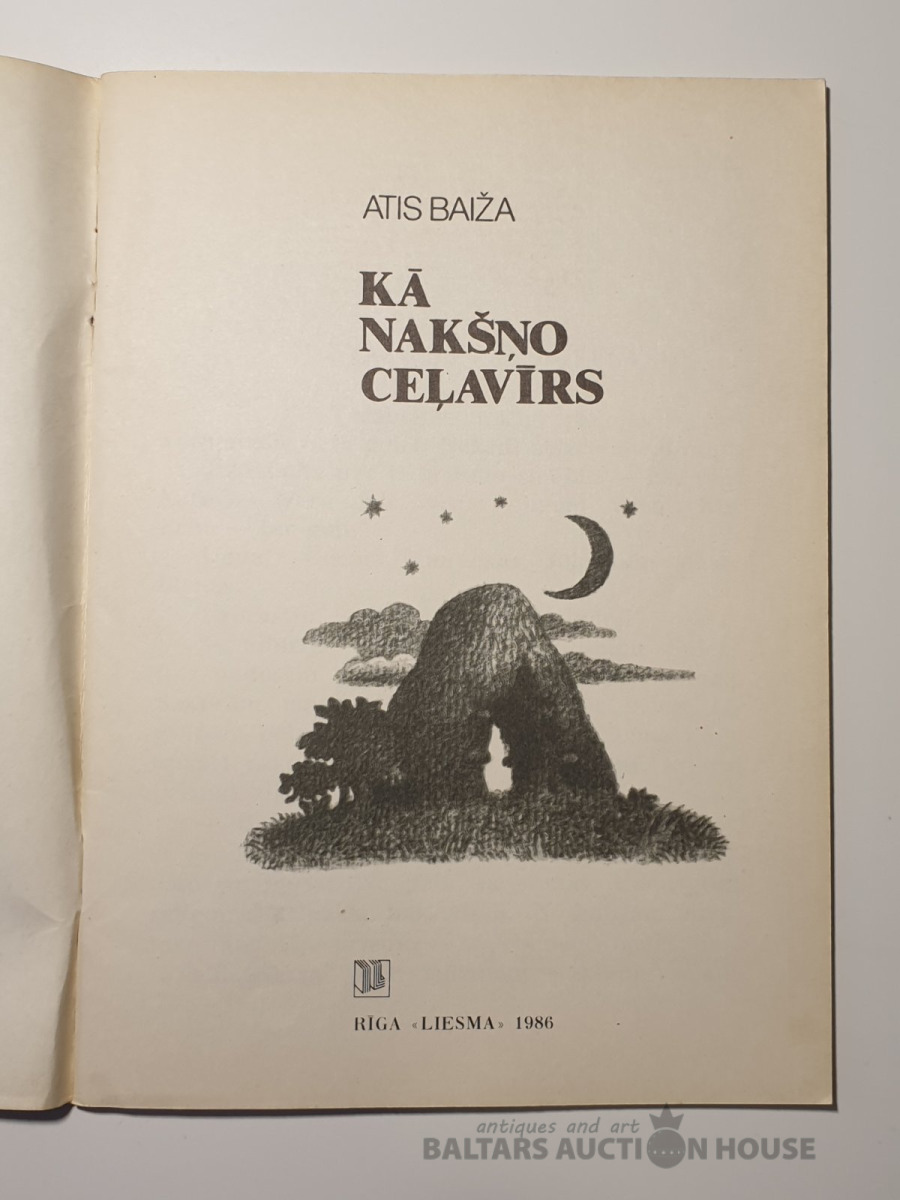 ATIS BAIŽA
KĀ
NAKŠŅO
CEĻAVĪRS
RĪGA «LIESMA» 1986
antiques and art
BALTARS AUCTION HOUSE